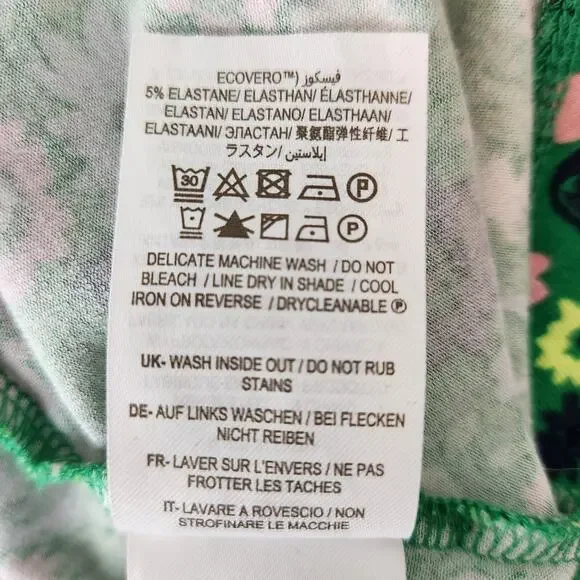 ECOVERO™) فيسكوز
5% ELASTANE/ ELASTHAN/ ÉLASTHANNE/
ELASTAN/ ELASTANO/ ELASTHAAN/
ELASTAANI/ ЭЛАСТАН/ 聚氨酯弹性纤维/ エ
ラスタン/ إيلاستين/
30 P
P
DELICATE MACHINE WASH / DO NOT
BLEACH / LINE DRY IN SHADE / COOL
IRON ON REVERSE / DRYCLEANABLE Ⓟ
UK- WASH INSIDE OUT / DO NOT RUB
STAINS
DE- AUF LINKS WASCHEN / BEI FLECKEN
NICHT REIBEN
FR- LAVER SUR L'ENVERS / NE PAS
FROTTER LES TACHES
IT- LAVARE A ROVESCIO / NON
STROFINARE LE MACCHIE